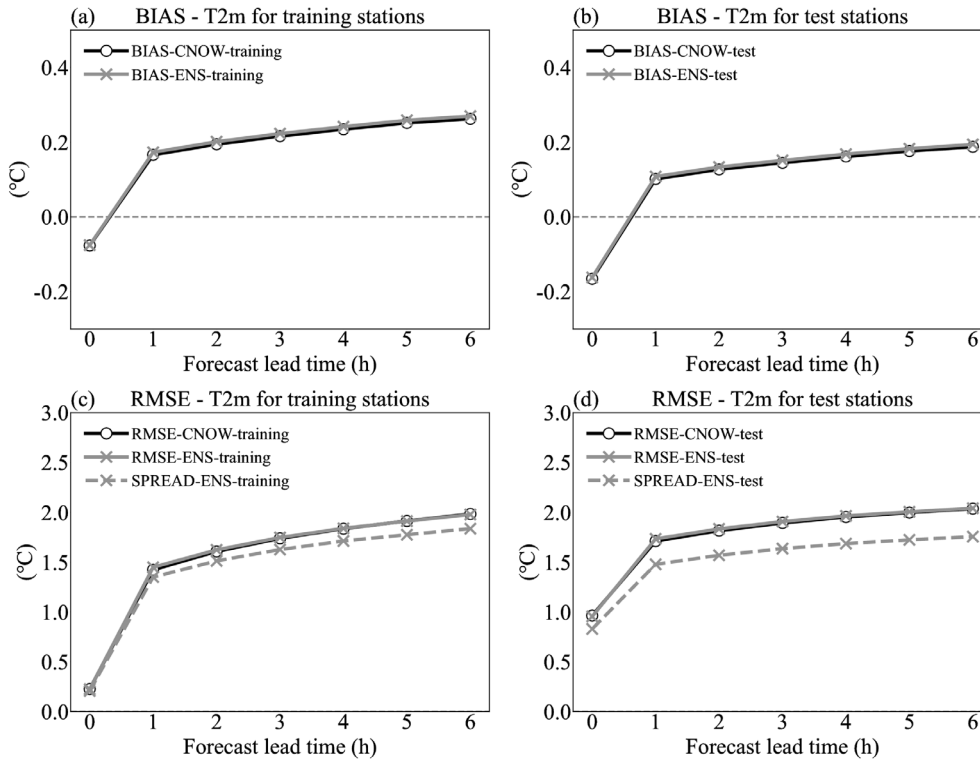 (a) BIAS - T2m for training stations
BIAS-CNOW-training
BIAS-ENS-training
0.4
0.2
0.0
-0.2
(°C)
0 1 2 3 4 5 6
Forecast lead time (h)
(b) BIAS - T2m for test stations
BIAS-CNOW-test
BIAS-ENS-test
0.4
0.2
0.0
-0.2
(°C)
0 1 2 3 4 5 6
Forecast lead time (h)
(c) RMSE - T2m for training stations
RMSE-CNOW-training
RMSE-ENS-training
SPREAD-ENS-training
3.0
2.5
2.0
1.5
1.0
0.5
0.0
(°C)
0 1 2 3 4 5 6
Forecast lead time (h)
(d) RMSE - T2m for test stations
RMSE-CNOW-test
RMSE-ENS-test
SPREAD-ENS-test
3.0
2.5
2.0
1.5
1.0
0.5
0.0
(°C)
0 1 2 3 4 5 6
Forecast lead time (h)